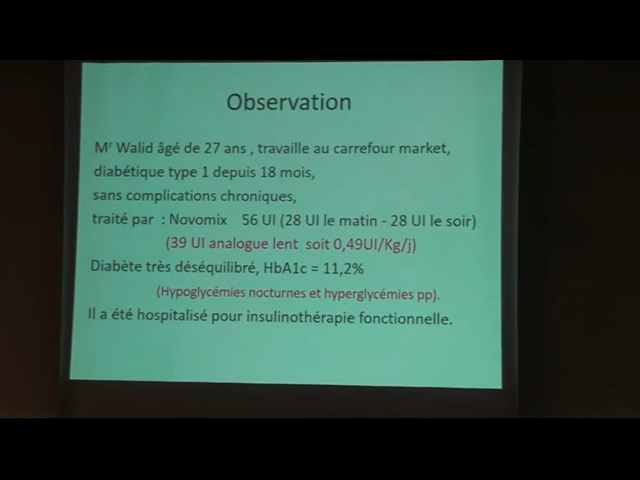 Observation
Mʳ Walid âgé de 27 ans , travaille au carrefour market,
diabétique type 1 depuis 18 mois,
sans complications chroniques,
traité par : Novomix 56 UI (28 UI le matin - 28 UI le soir)
(39 UI analogue lent soit 0,49UI/Kg/j)
Diabète très déséquilibré, HbA1c = 11,2%
(Hypoglycémies nocturnes et hyperglycémies pp).
Il a été hospitalisé pour insulinothérapie fonctionnelle.